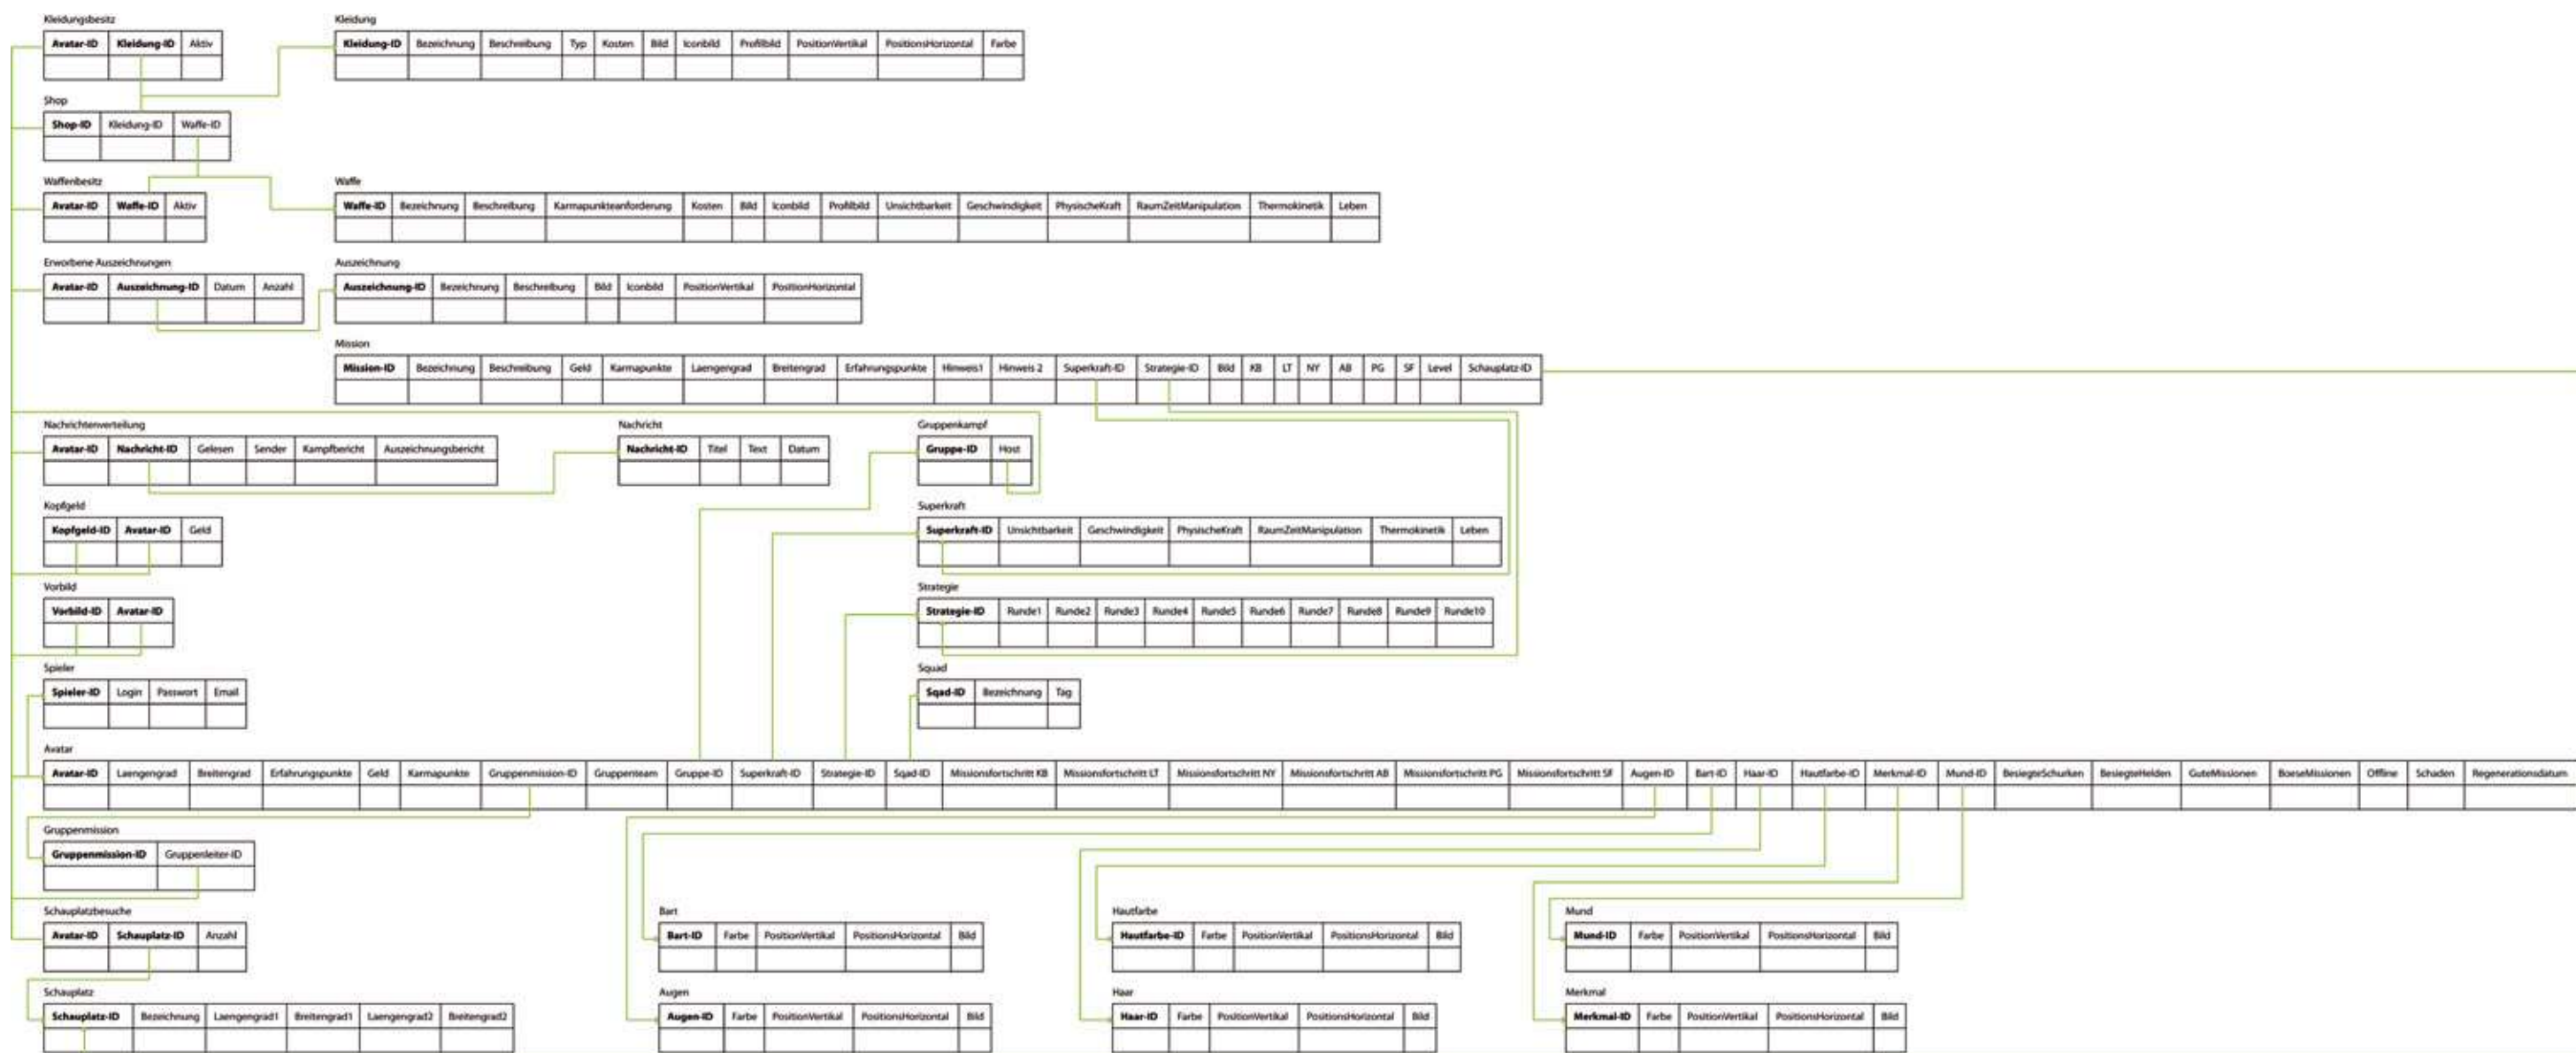 Kleidungsbesitz Kleidung
Avatar-ID Kleidung-ID Aktiv Kleidung-ID Bezeichnung Beschreibung Typ Kosten Bild Iconbild Profilbild PositionVertikal PositionsHorizontal Farbe
Shop
Shop-ID Kleidung-ID Waffe-ID
Waffenbesitz Waffe
Avatar-ID Waffe-ID Aktiv Waffe-ID Bezeichnung Beschreibung Karmapunkteanforderung Kosten Bild Iconbild Profilbild Unsichtbarkeit Geschwindigkeit PhysischeKraft RaumZeitManipulation Thermokinetik Leben
Erworbene Auszeichnungen Auszeichnung
Avatar-ID Auszeichnung-ID Datum Anzahl Auszeichnung-ID Bezeichnung Beschreibung Bild Iconbild PositionVertikal PositionHorizontal
Mission
Mission-ID Bezeichnung Beschreibung Geld Karmapunkte Laengengrad Breitengrad Erfahrungspunkte Hinweis1 Hinweis 2 Superkraft-ID Strategie-ID Bild KB LT NY AB PG SF Level Schauplatz-ID
Nachrichtenverteilung Nachricht Gruppenkampf
Avatar-ID Nachricht-ID Gelesen Sender Kampfbericht Auszeichnungsbericht Nachricht-ID Titel Text Datum Gruppe-ID Host
Kopfgeld Superkraft
Kopfgeld-ID Avatar-ID Geld Superkraft-ID Unsichtbarkeit Geschwindigkeit PhysischeKraft RaumZeitManipulation Thermokinetik Leben
Vorbild Strategie
Vorbild-ID Avatar-ID Strategie-ID Runde1 Runde2 Runde3 Runde4 Runde5 Runde6 Runde7 Runde8 Runde9 Runde10
Spieler Squad
Spieler-ID Login Passwort Email Sqad-ID Bezeichnung Tag
Avatar
Avatar-ID Laengengrad Breitengrad Erfahrungspunkte Geld Karmapunkte Gruppenmission-ID Gruppenteam Gruppe-ID Superkraft-ID Strategie-ID Sqad-ID Missionsfortschritt KB Missionsfortschritt LT Missionsfortschritt NY Missionsfortschritt AB Missionsfortschritt PG Missionsfortschritt SF Augen-ID Bart-ID Haar-ID Hautfarbe-ID Merkmal-ID Mund-ID BesiegteSchurken BesiegteHelden GuteMissionen BoeseMissionen Offline Schaden Regenerationsdatum
Gruppenmission
Gruppenmission-ID Gruppenleiter-ID
Schauplatzbesuche Bart Hautfarbe Mund
Avatar-ID Schauplatz-ID Anzahl Bart-ID Farbe PositionVertikal PositionsHorizontal Bild Hautfarbe-ID Farbe PositionVertikal PositionsHorizontal Bild Mund-ID Farbe PositionVertikal PositionsHorizontal Bild
Schauplatz Augen Haar Merkmal
Schauplatz-ID Bezeichnung Laengengrad1 Breitengrad1 Laengengrad2 Breitengrad2 Augen-ID Farbe PositionVertikal PositionsHorizontal Bild Haar-ID Farbe PositionVertikal PositionsHorizontal Bild Merkmal-ID Farbe PositionVertikal PositionsHorizontal Bild